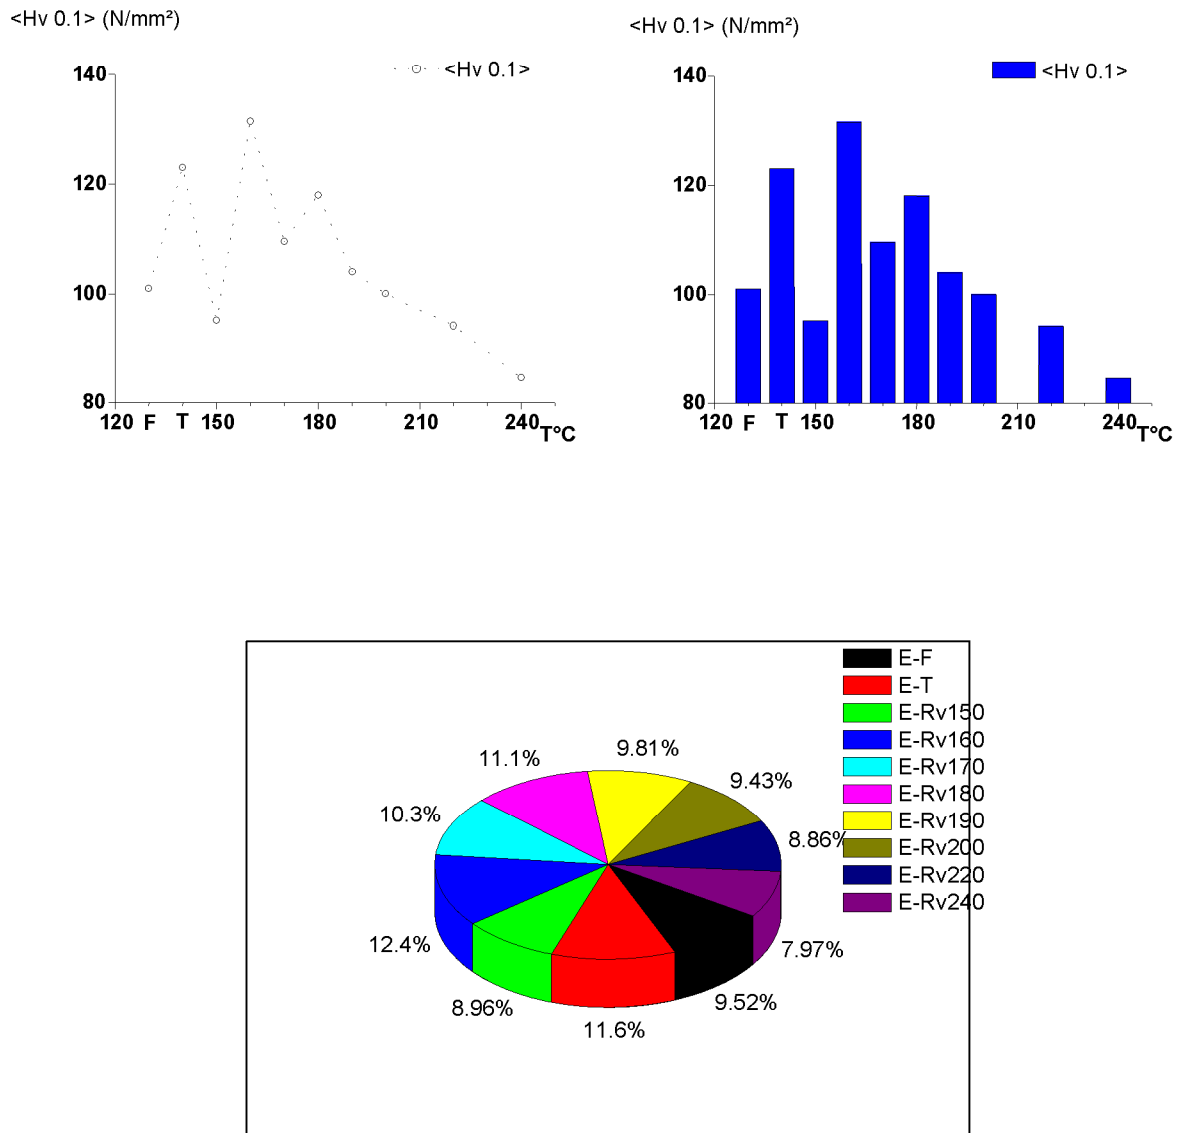 <Hv 0.1> (N/mm²)
<Hv 0.1>
140
120
100
80
120 F T 150 180 210 240 T°C
<Hv 0.1> (N/mm²)
<Hv 0.1>
140
120
100
80
120 F T 150 180 210 240 T°C
E-F
E-T
E-Rv150
E-Rv160
E-Rv170
E-Rv180
E-Rv190
E-Rv200
E-Rv220
E-Rv240
11.1%
9.81%
9.43%
10.3%
8.86%
12.4%
7.97%
8.96%
9.52%
11.6%